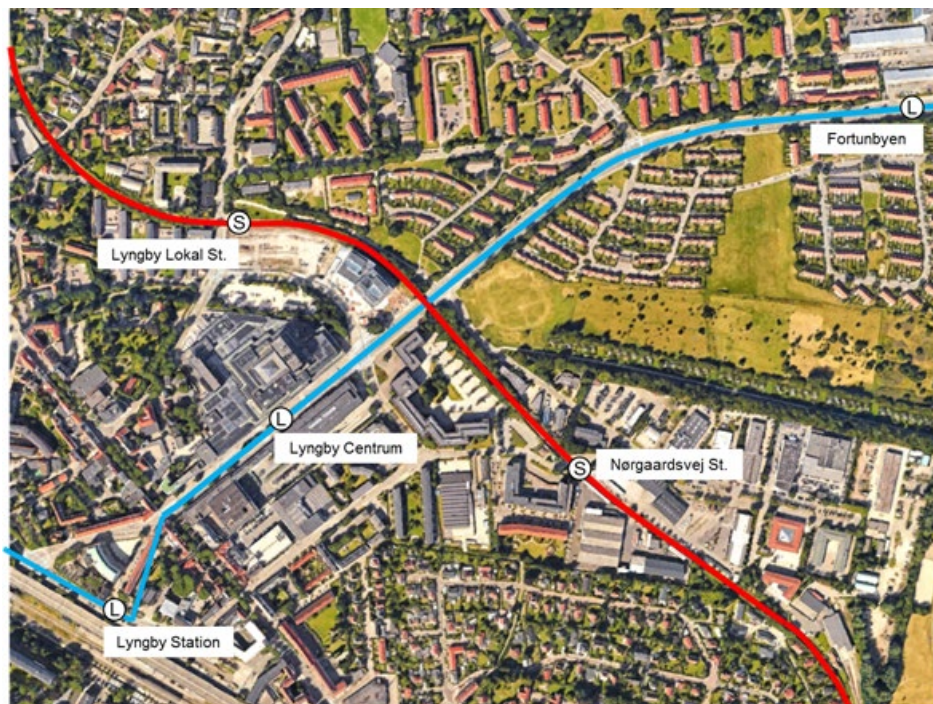 L
Fortunbyen
S
Lyngby Lokal St.
L
Lyngby Centrum
S
Nørgaardsvej St.
L
Lyngby Station